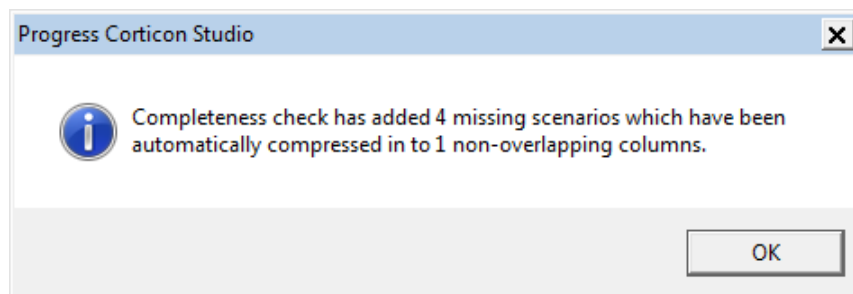 Progress Corticon Studio
Completeness check has added 4 missing scenarios which have been
automatically compressed in to 1 non-overlapping columns.
OK